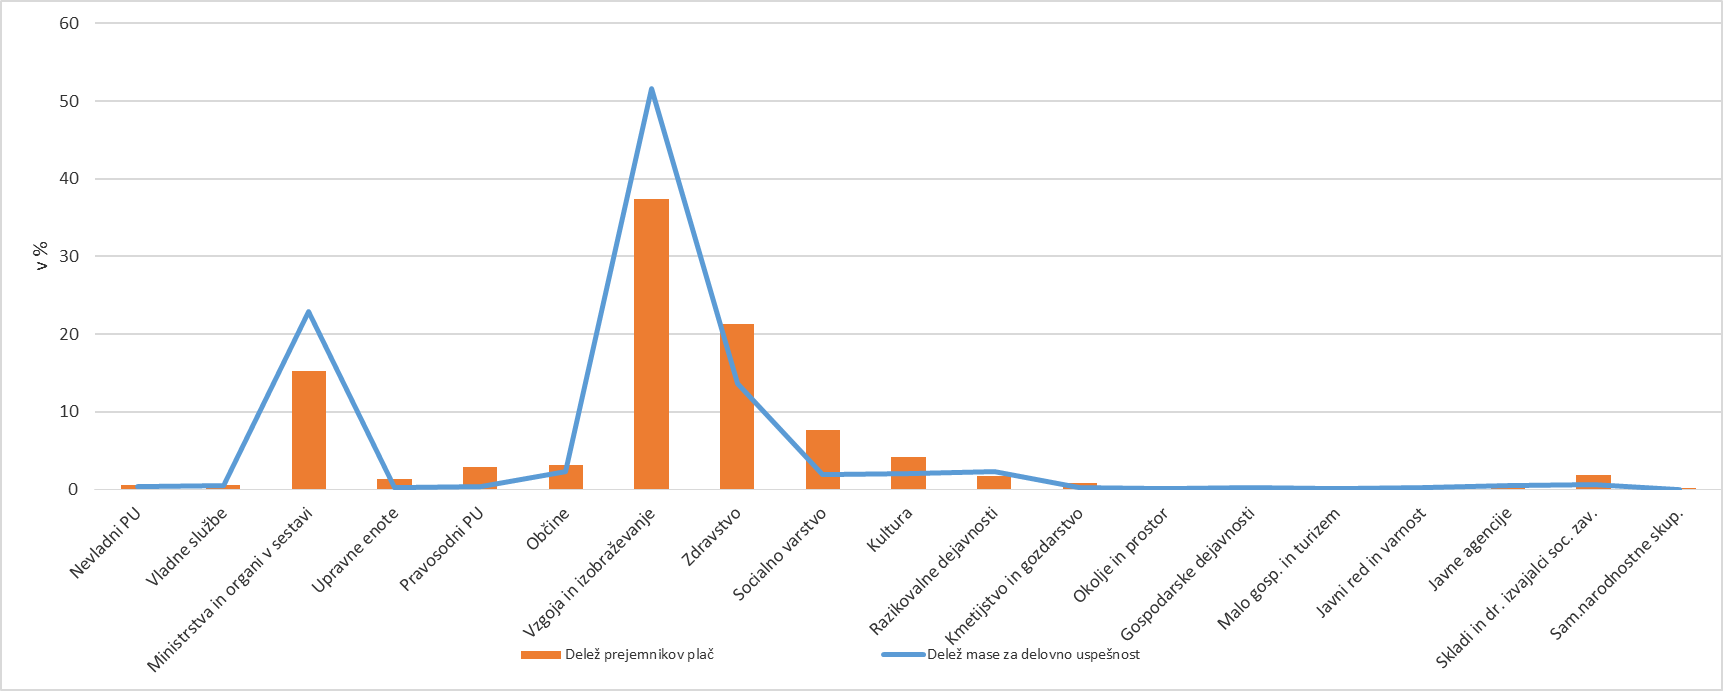 60
50
40
30
20
10
0
v %
Nevladni PU
Vladne službe
Ministrstva in organi v sestavi
Upravne enote
Pravosodni PU
Občine
Vzgoja in izobraževanje
Zdravstvo
Socialno varstvo
Kultura
Razikovalne dejavnosti
Kmetijstvo in gozdarstvo
Okolje in prostor
Gospodarske dejavnosti
Malo gosp. in turizem
Javni red in varnost
Javne agencije
Skladi in dr. izvajalci soc. zav.
Sam.narodnostne skup.
Delež prejemnikov plač
Delež mase za delovno uspešnost